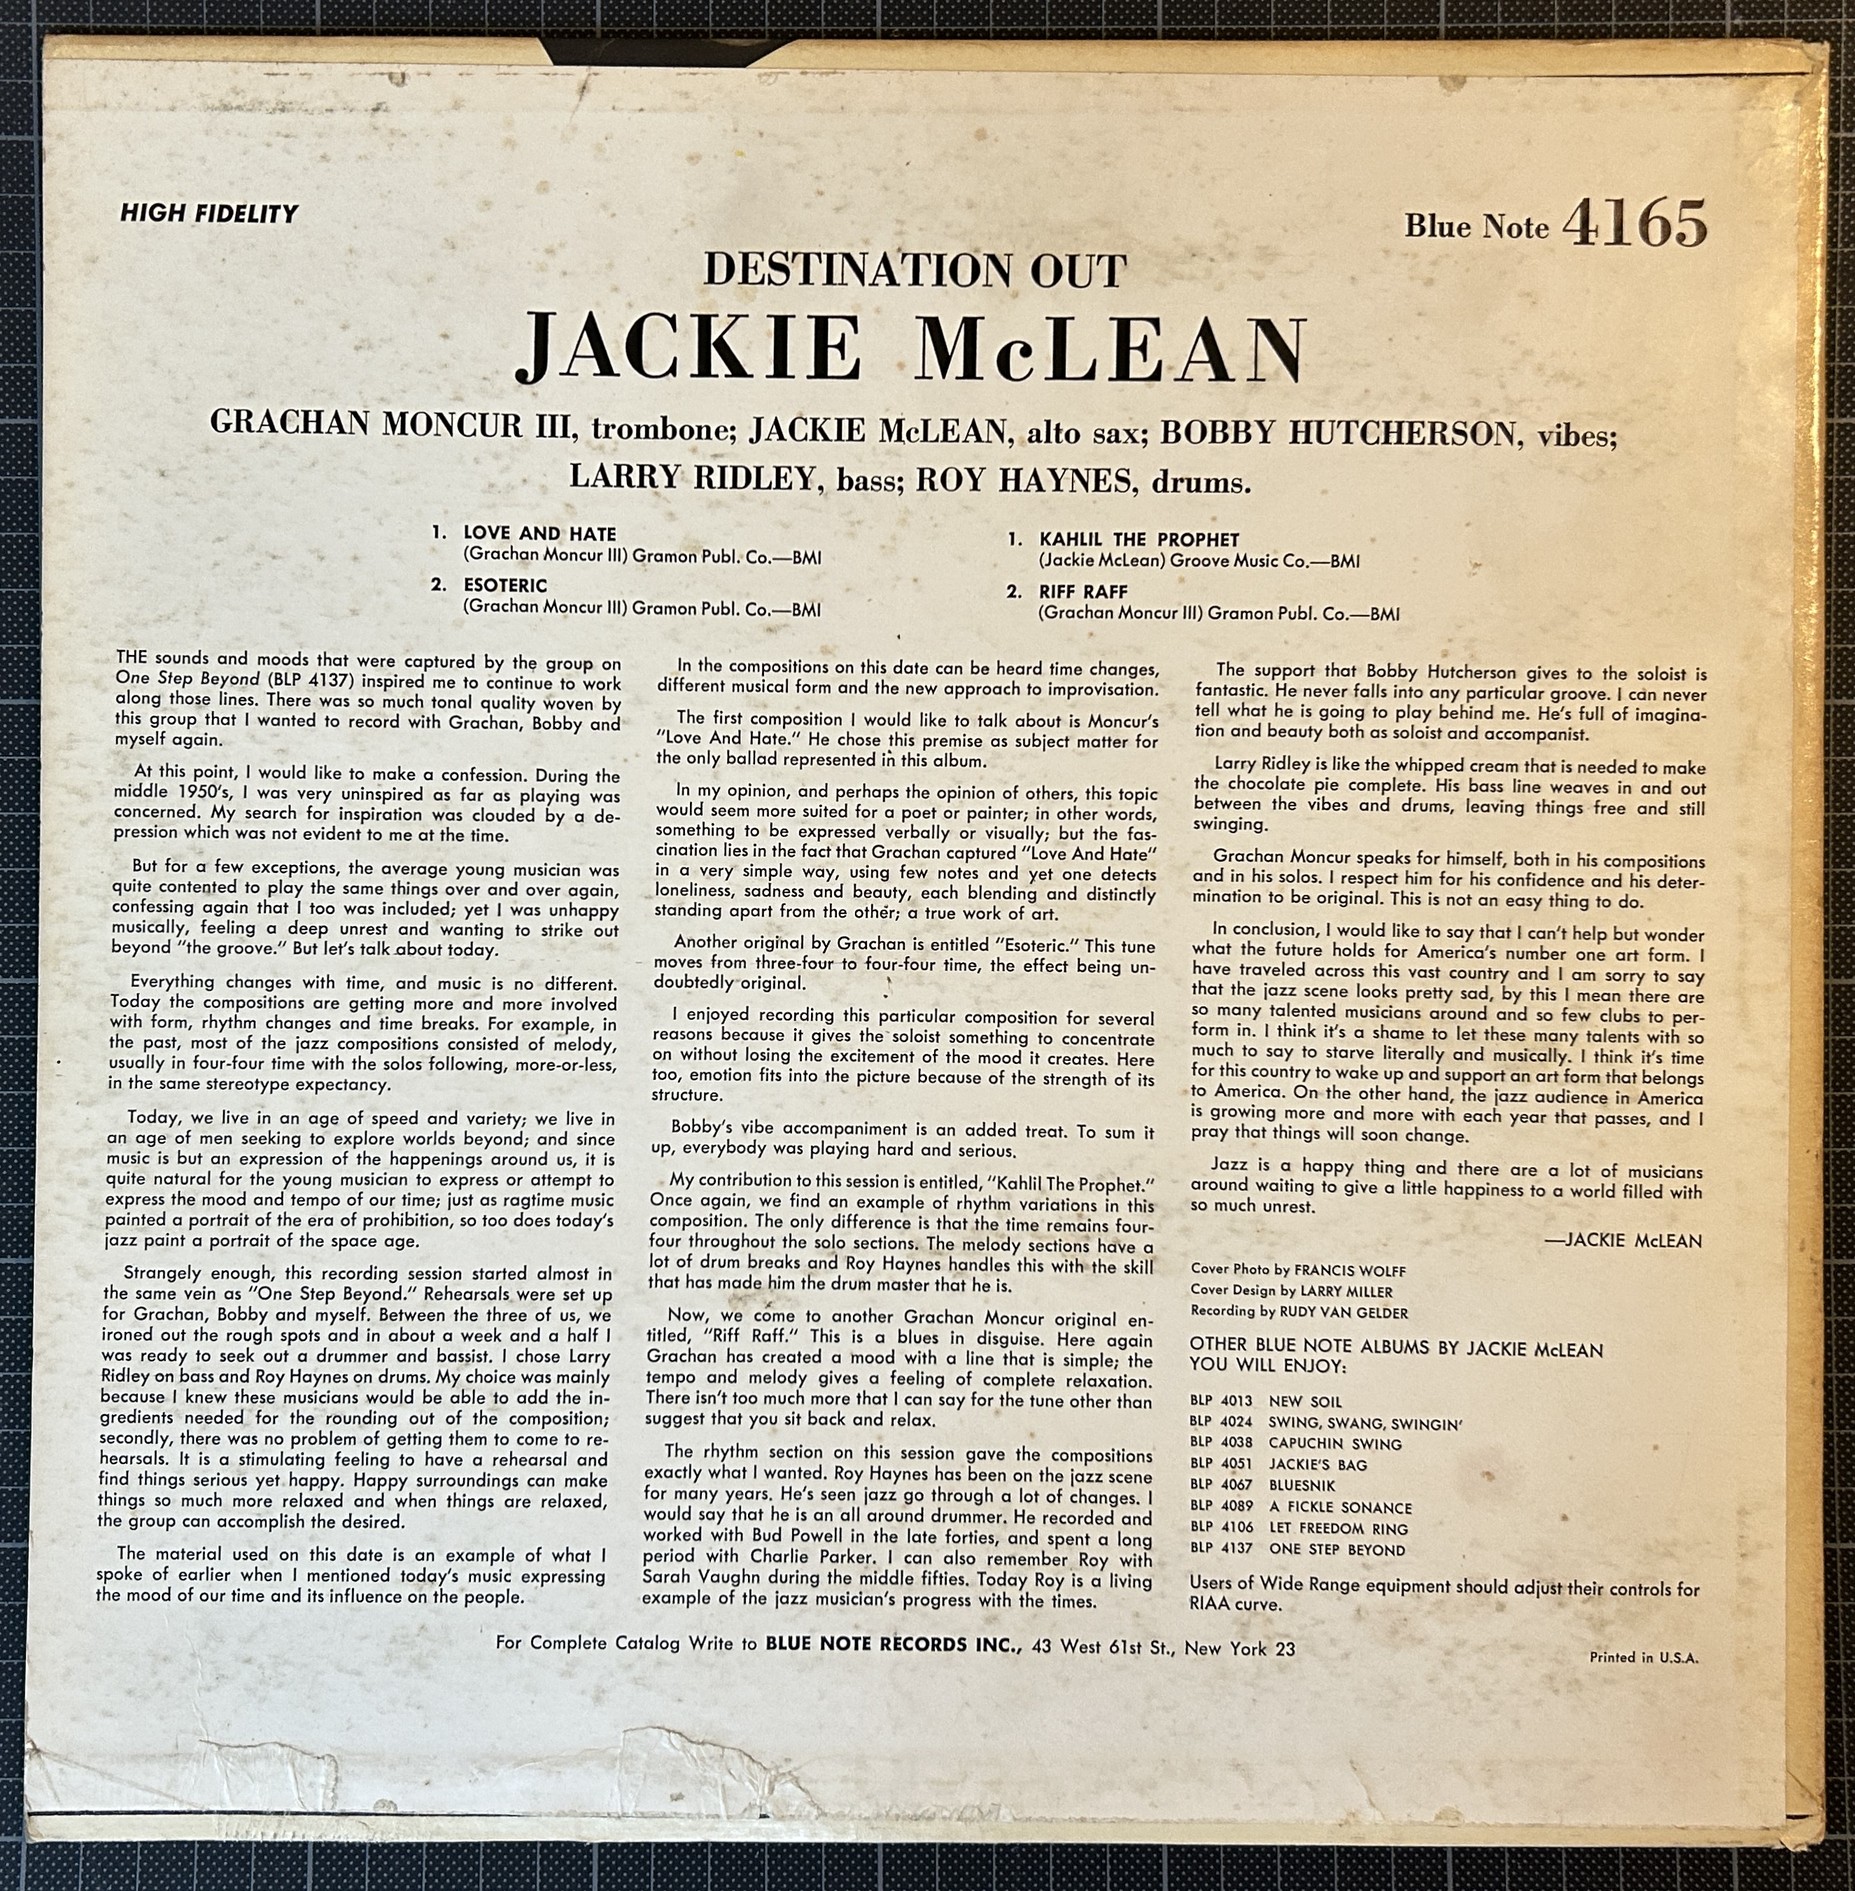 HIGH FIDELITY
Blue Note 4165
DESTINATION OUT
JACKIE McLEAN
GRACHAN MONCUR III, trombone; JACKIE McLEAN, alto sax; BOBBY HUTCHERSON, vibes;
LARRY RIDLEY, bass; ROY HAYNES, drums.
1. LOVE AND HATE
(Grachan Moncur III) Gramon Publ. Co.—BMI
2. ESOTERIC
(Grachan Moncur III) Gramon Publ. Co.—BMI
1. KAHLIL THE PROPHET
(Jackie McLean) Groove Music Co.—BMI
2. RIFF RAFF
(Grachan Moncur III) Gramon Publ. Co.—BMI
THE sounds and moods that were captured by the group on
One Step Beyond (BLP 4137) inspired me to continue to work
along those lines. There was so much tonal quality woven by
this group that I wanted to record with Grachan, Bobby and
myself again.
At this point, I would like to make a confession. During the
middle 1950's, I was very uninspired as far as playing was
concerned. My search for inspiration was clouded by a de-
pression which was not evident to me at the time.
But for a few exceptions, the average young musician was
quite contented to play the same things over and over again,
confessing again that I too was included; yet I was unhappy
musically, feeling a deep unrest and wanting to strike out
beyond "the groove." But let's talk about today.
Everything changes with time, and music is no different.
Today the compositions are getting more and more involved
with form, rhythm changes and time breaks. For example, in
the past, most of the jazz compositions consisted of melody,
usually in four-four time with the solos following, more-or-less,
in the same stereotype expectancy.
Today, we live in an age of speed and variety; we live in
an age of men seeking to explore worlds beyond; and since
music is but an expression of the happenings around us, it is
quite natural for the young musician to express or attempt to
express the mood and tempo of our time; just as ragtime music
painted a portrait of the era of prohibition, so too does today's
jazz paint a portrait of the space age.
Strangely enough, this recording session started almost in
the same vein as "One Step Beyond." Rehearsals were set up
for Grachan, Bobby and myself. Between the three of us, we
ironed out the rough spots and in about a week and a half I
was ready to seek out a drummer and bassist. I chose Larry
Ridley on bass and Roy Haynes on drums. My choice was mainly
because I knew these musicians would be able to add the in-
gredients needed for the rounding out of the composition;
secondly, there was no problem of getting them to come to re-
hearsals. It is a stimulating feeling to have a rehearsal and
find things serious yet happy. Happy surroundings can make
things so much more relaxed and when things are relaxed,
the group can accomplish the desired.
The material used on this date is an example of what I
spoke of earlier when I mentioned today's music expressing
the mood of our time and its influence on the people.
In the compositions on this date can be heard time changes,
different musical form and the new approach to improvisation.
The first composition I would like to talk about is Moncur's
"Love And Hate." He chose this premise as subject matter for
the only ballad represented in this album.
In my opinion, and perhaps the opinion of others, this topic
would seem more suited for a poet or painter; in other words,
something to be expressed verbally or visually; but the fas-
cination lies in the fact that Grachan captured "Love And Hate"
in a very simple way, using few notes and yet one detects
loneliness, sadness and beauty, each blending and distinctly
standing apart from the other; a true work of art.
Another original by Grachan is entitled "Esoteric." This tune
moves from three-four to four-four time, the effect being un-
doubtedly original.
I enjoyed recording this particular composition for several
reasons because it gives the soloist something to concentrate
on without losing the excitement of the mood it creates. Here
too, emotion fits into the picture because of the strength of its
structure.
Bobby's vibe accompaniment is an added treat. To sum it
up, everybody was playing hard and serious.
My contribution to this session is entitled, "Kahlil The Prophet."
Once again, we find an example of rhythm variations in this
composition. The only difference is that the time remains four-
four throughout the solo sections. The melody sections have a
lot of drum breaks and Roy Haynes handles this with the skill
that has made him the drum master that he is.
Now, we come to another Grachan Moncur original en-
titled, "Riff Raff." This is a blues in disguise. Here again
Grachan has created a mood with a line that is simple; the
tempo and melody gives a feeling of complete relaxation.
There isn't too much more that I can say for the tune other than
suggest that you sit back and relax.
The rhythm section on this session gave the compositions
exactly what I wanted. Roy Haynes has been on the jazz scene
for many years. He's seen jazz go through a lot of changes. I
would say that he is an all around drummer. He recorded and
worked with Bud Powell in the late forties, and spent a long
period with Charlie Parker. I can also remember Roy with
Sarah Vaughn during the middle fifties. Today Roy is a living
example of the jazz musician's progress with the times.
The support that Bobby Hutcherson gives to the soloist is
fantastic. He never falls into any particular groove. I can never
tell what he is going to play behind me. He's full of imagina-
tion and beauty both as soloist and accompanist.
Larry Ridley is like the whipped cream that is needed to make
the chocolate pie complete. His bass line weaves in and out
between the vibes and drums, leaving things free and still
swinging.
Grachan Moncur speaks for himself, both in his compositions
and in his solos. I respect him for his confidence and his deter-
mination to be original. This is not an easy thing to do.
In conclusion, I would like to say that I can't help but wonder
what the future holds for America's number one art form. I
have traveled across this vast country and I am sorry to say
that the jazz scene looks pretty sad, by this I mean there are
so many talented musicians around and so few clubs to per-
form in. I think it's a shame to let these many talents with so
much to say to starve literally and musically. I think it's time
for this country to wake up and support an art form that belongs
to America. On the other hand, the jazz audience in America
is growing more and more with each year that passes, and I
pray that things will soon change.
Jazz is a happy thing and there are a lot of musicians
around waiting to give a little happiness to a world filled with
so much unrest.
—JACKIE McLEAN
Cover Photo by FRANCIS WOLFF
Cover Design by LARRY MILLER
Recording by RUDY VAN GELDER
OTHER BLUE NOTE ALBUMS BY JACKIE McLEAN
YOU WILL ENJOY:
BLP 4013 NEW SOIL
BLP 4024 SWING, SWANG, SWINGIN'
BLP 4038 CAPUCHIN SWING
BLP 4051 JACKIE'S BAG
BLP 4067 BLUESNIK
BLP 4089 A FICKLE SONANCE
BLP 4106 LET FREEDOM RING
BLP 4137 ONE STEP BEYOND
Users of Wide Range equipment should adjust their controls for
RIAA curve.
For Complete Catalog Write to BLUE NOTE RECORDS INC., 43 West 61st St., New York 23
Printed in U.S.A.